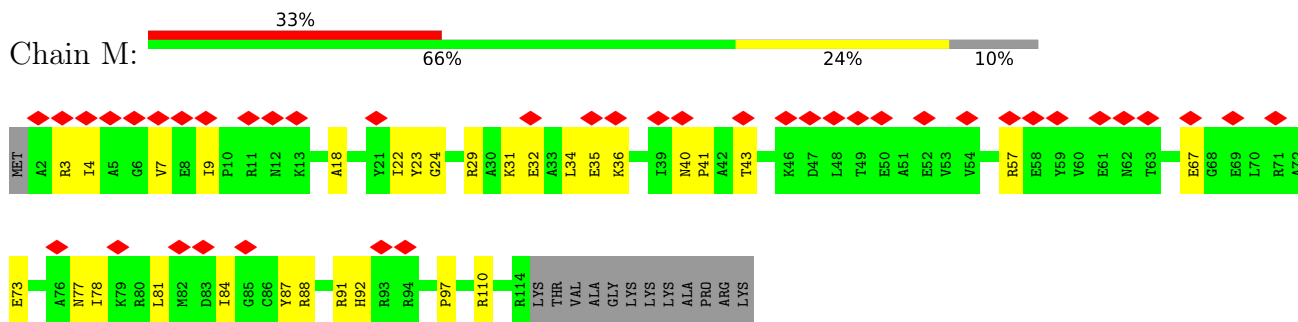 33%
Chain M:
66% 24% 10%
MET A2 R3 I4 A5 G6 V7 E8 I9 P10 R11 N12 K13 A18 Y21 I22 Y23 G24 R29 A30 K31 E32 A33 L34 E35 K36 I39 N40 P41 A42 T43 K46 D47 L48 T49 E50 A51 E52 V53 V54 R57 E58 Y59 V60 E61 N62 T63 E67 G68 E69 L70 R71 A72
E73 A76 N77 I78 K79 R80 L81 M82 D83 I84 G85 C86 Y87 R88 R91 H92 R93 R94 P97 R110 R114 LYS THR VAL ALA GLY LYS LYS LYS ALA PRO ARG LYS